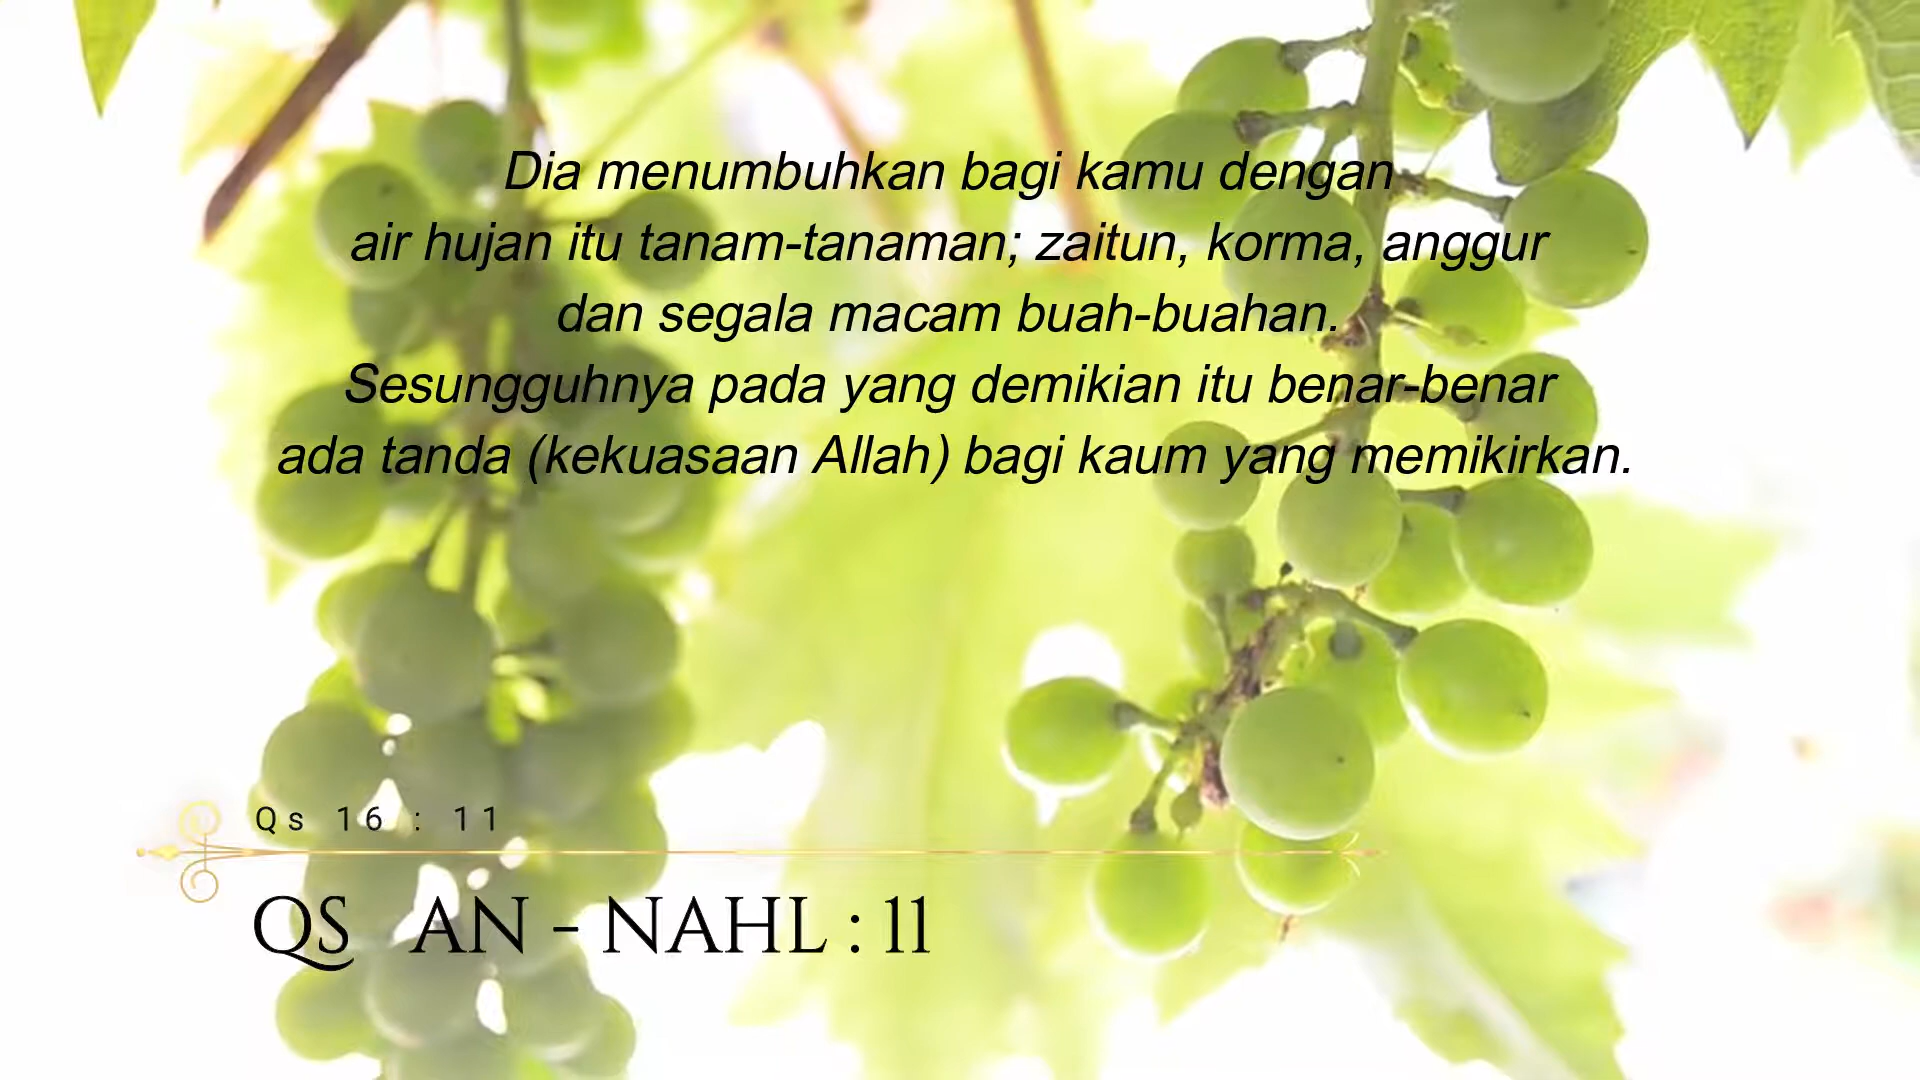 Dia menumbuhkan bagi kamu dengan
air hujan itu tanam-tanaman; zaitun, korma, anggur
dan segala macam buah-buahan.
Sesungguhnya pada yang demikian itu benar-benar
ada tanda (kekuasaan Allah) bagi kaum yang memikirkan.
Qs 16 : 11
QS AN - NAHL : 11